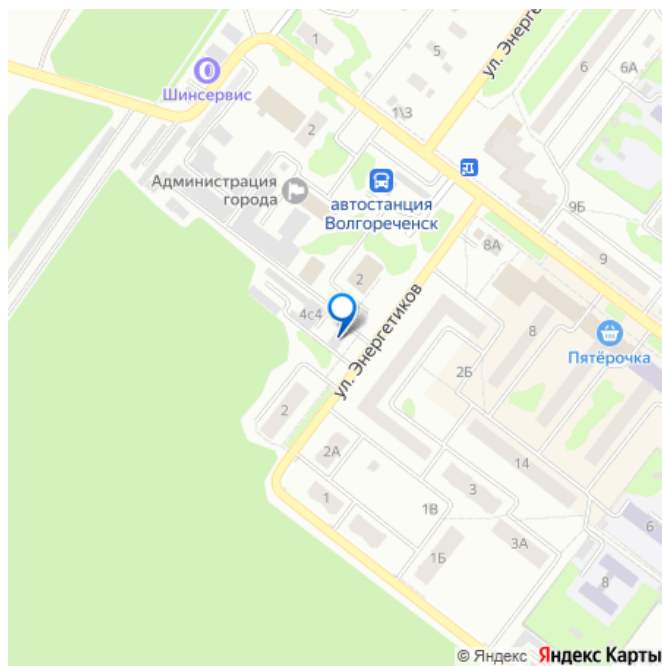 1
ул. Энерге
5
6
6А
Шинсервис
1\3
2
Администрация
города
автостанция
Волгореченск
9Б
8А
9
2
4с4
ул. Энергетиков
8
Пятёрочка
2Б
2
2А
14
3
1
1В
6
3А
1Б
8
© Яндекс Яндекс Карты